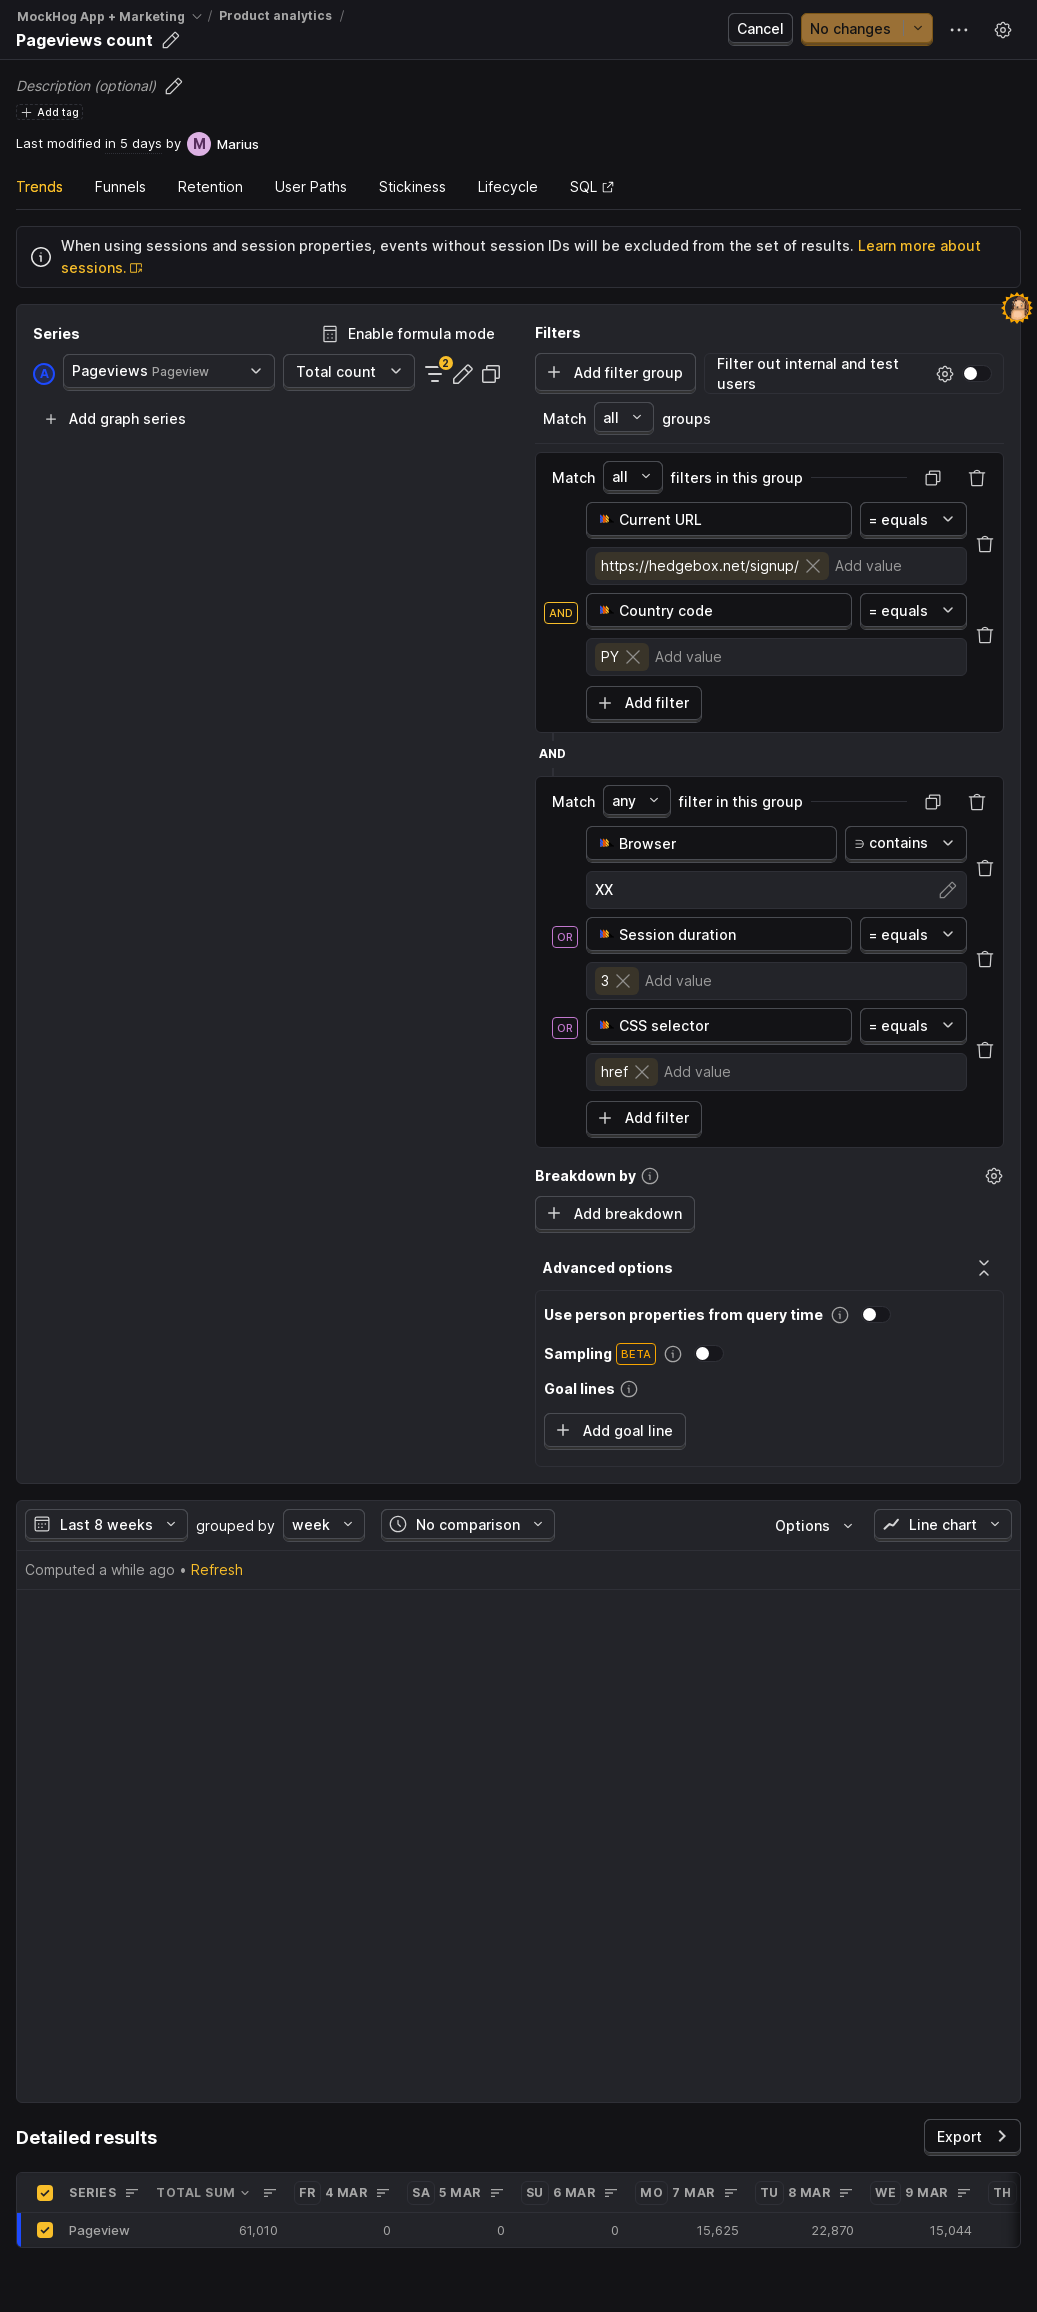 MockHog App + Marketing / Product analytics /
Pageviews count
Cancel
No changes
Description (optional)
Add tag
Last modified in 5 days by M Marius
Trends Funnels Retention User Paths Stickiness Lifecycle SQL
When using sessions and session properties, events without session IDs will be excluded from the set of results. Learn more about
sessions.
Series
Enable formula mode
A Pageviews Pageview
Total count
2
Add graph series
Filters
Add filter group
Filter out internal and test
users
Match all groups
Match all filters in this group
Current URL
= equals
https://hedgebox.net/signup/ Add value
AND
Country code
= equals
PY Add value
Add filter
AND
Match any filter in this group
Browser
∋ contains
XX
OR
Session duration
= equals
3 Add value
OR
CSS selector
= equals
href Add value
Add filter
Breakdown by
Add breakdown
Advanced options
Use person properties from query time
Sampling BETA
Goal lines
Add goal line
Last 8 weeks grouped by week No comparison Options Line chart
Computed a while ago • Refresh
Detailed results
Export
SERIES TOTAL SUM FR 4 MAR SA 5 MAR SU 6 MAR MO 7 MAR TU 8 MAR WE 9 MAR TH
Pageview 61,010 0 0 0 15,625 22,870 15,044